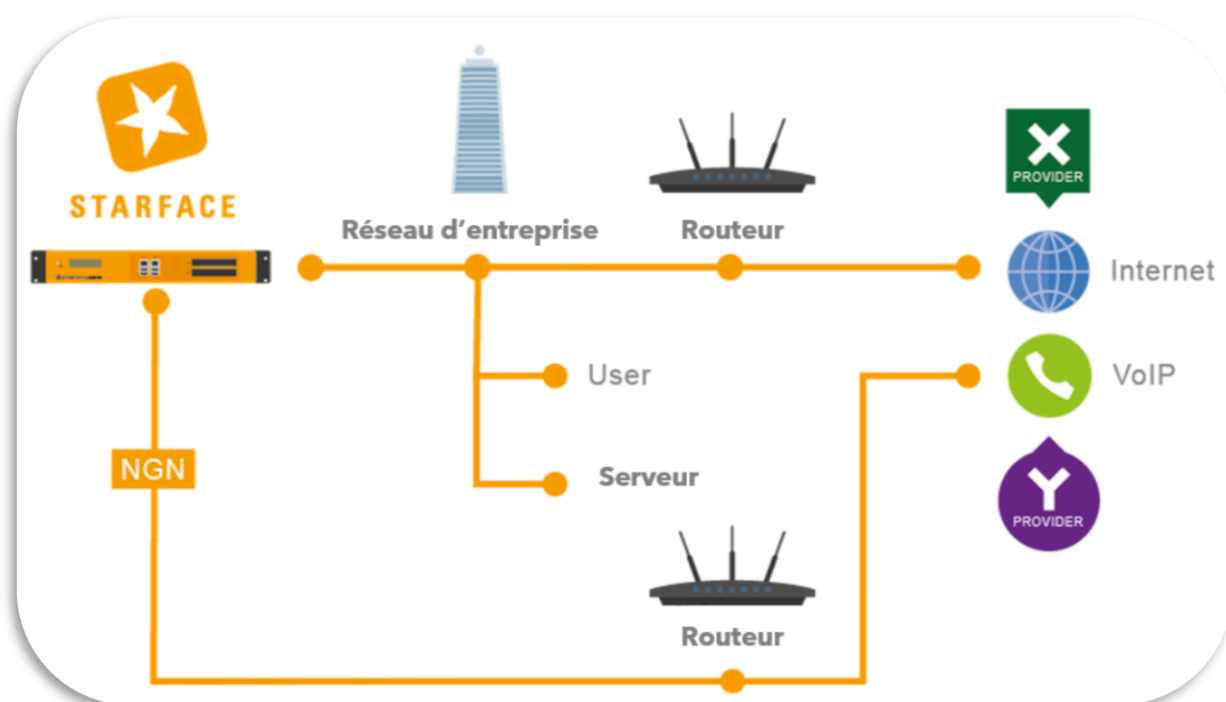 STARFACE
Réseau d'entreprise
Routeur
X
PROVIDER
Internet
User
VoIP
NGN
Serveur
Y
PROVIDER
Routeur